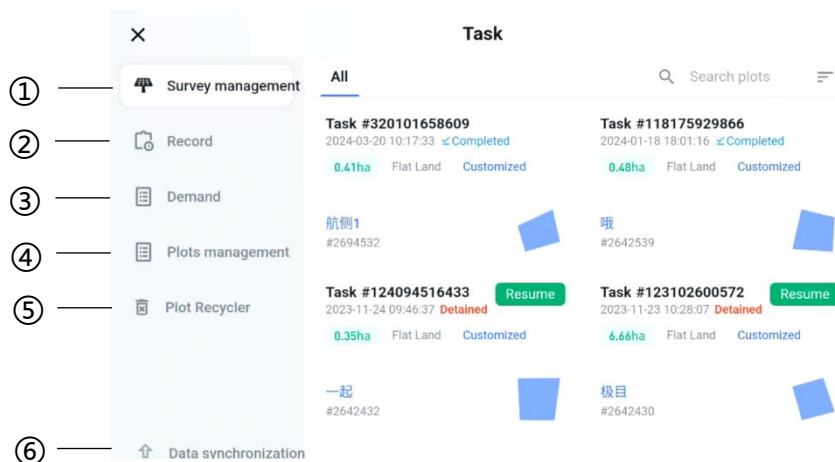 Task
① Survey management
② Record
③ Demand
④ Plots management
⑤ Plot Recycler
⑥ Data synchronization
All
Search plots
Task #320101658609
2024-03-20 10:17:33 Completed
0.41ha Flat Land Customized
航侧1
#2694532
Task #118175929866
2024-01-18 18:01:16 Completed
0.48ha Flat Land Customized
哦
#2642539
Task #124094516433 Resume
2023-11-24 09:46:37 Detained
0.35ha Flat Land Customized
一起
#2642432
Task #123102600572 Resume
2023-11-23 10:28:07 Detained
6.66ha Flat Land Customized
极目
#2642430